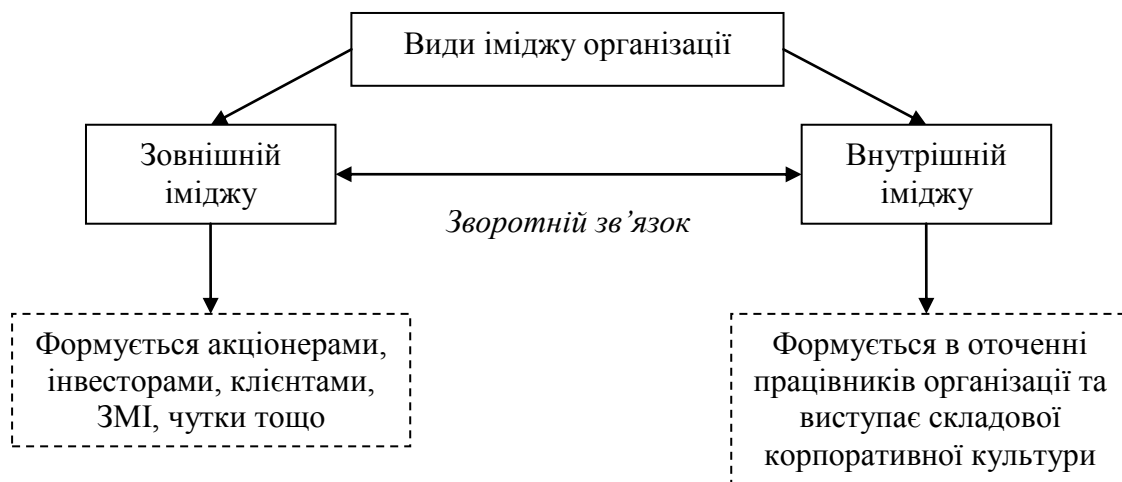 Види іміджу організації
Зовнішній
іміджу
Внутрішній
іміджу
Зворотній зв’язок
Формується акціонерами,
інвесторами, клієнтами,
ЗМІ, чутки тощо
Формується в оточенні
працівників організації та
виступає складової
корпоративної культури